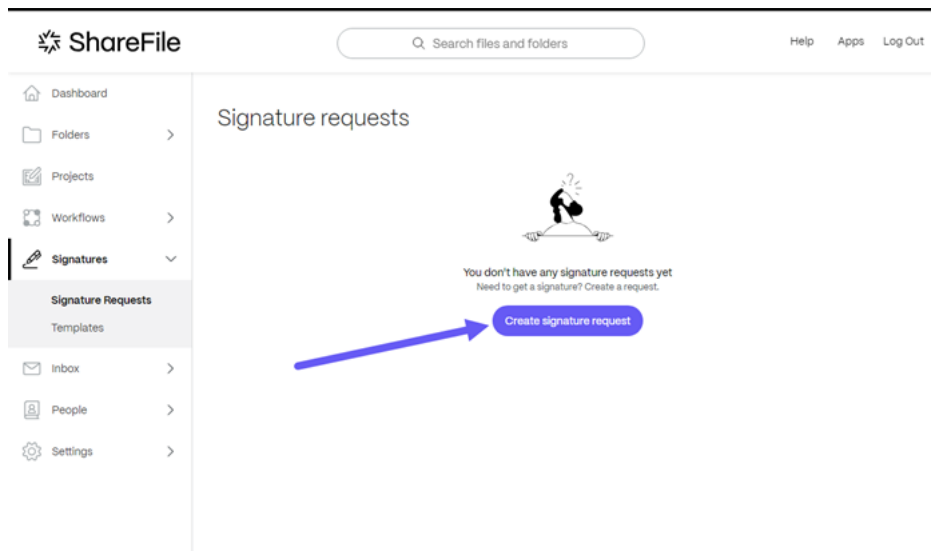 ShareFile
Search files and folders
Help
Apps
Log Out
Dashboard
Folders
Projects
Workflows
Signatures
Signature Requests
Templates
Inbox
People
Settings
Signature requests
?
You don't have any signature requests yet
Need to get a signature? Create a request.
Create signature request